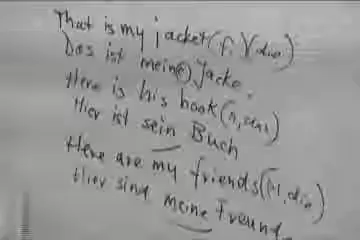 That is my jacket (f, die)
Das ist meine Jacke.
Here is his book (n, das)
Hier ist sein Buch
Here are my friends (pl, die)
Hier sind meine Freund